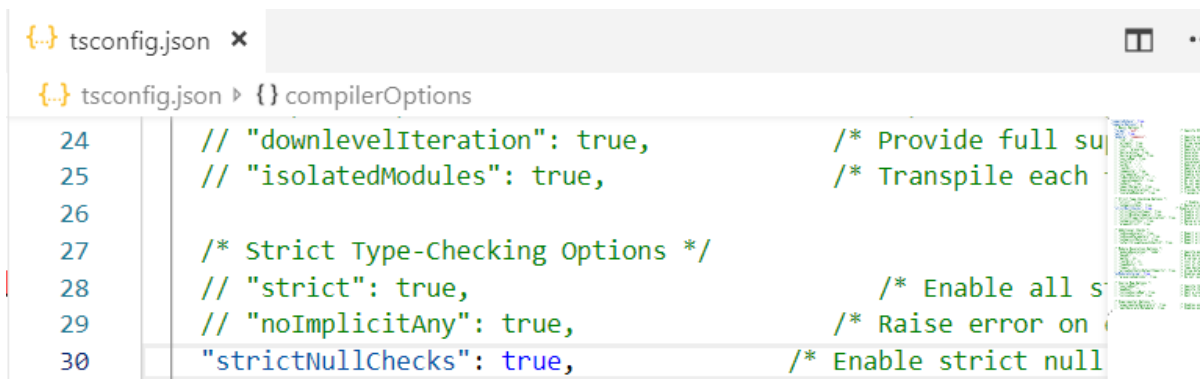 {..} tsconfig.json ×
{..} tsconfig.json {} compilerOptions
24 // "downlevelIteration": true, /* Provide full
25 // "isolatedModules": true, /* Transpile each
26
27 /* Strict Type-Checking Options */
28 // "strict": true, /* Enable all
29 // "noImplicitAny": true, /* Raise error on
30 "strictNullChecks": true, /* Enable strict null